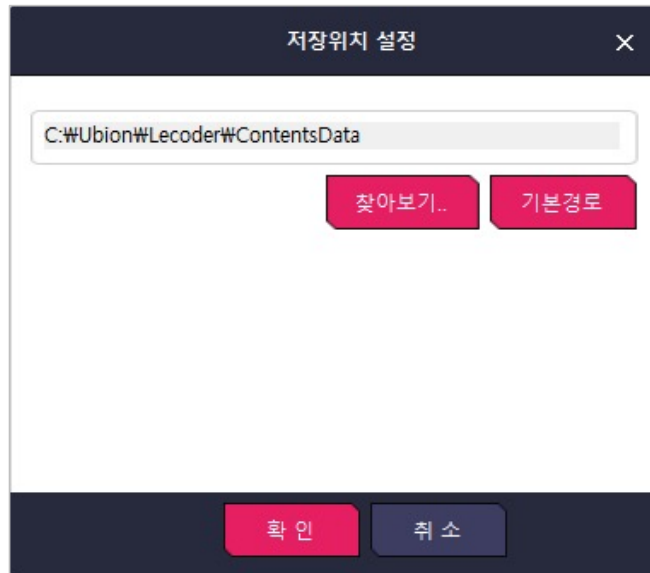 저장위치 설정 ×
C:₩Ubion₩Lecoder₩ContentsData
찾아보기.. 기본경로
확 인 취 소